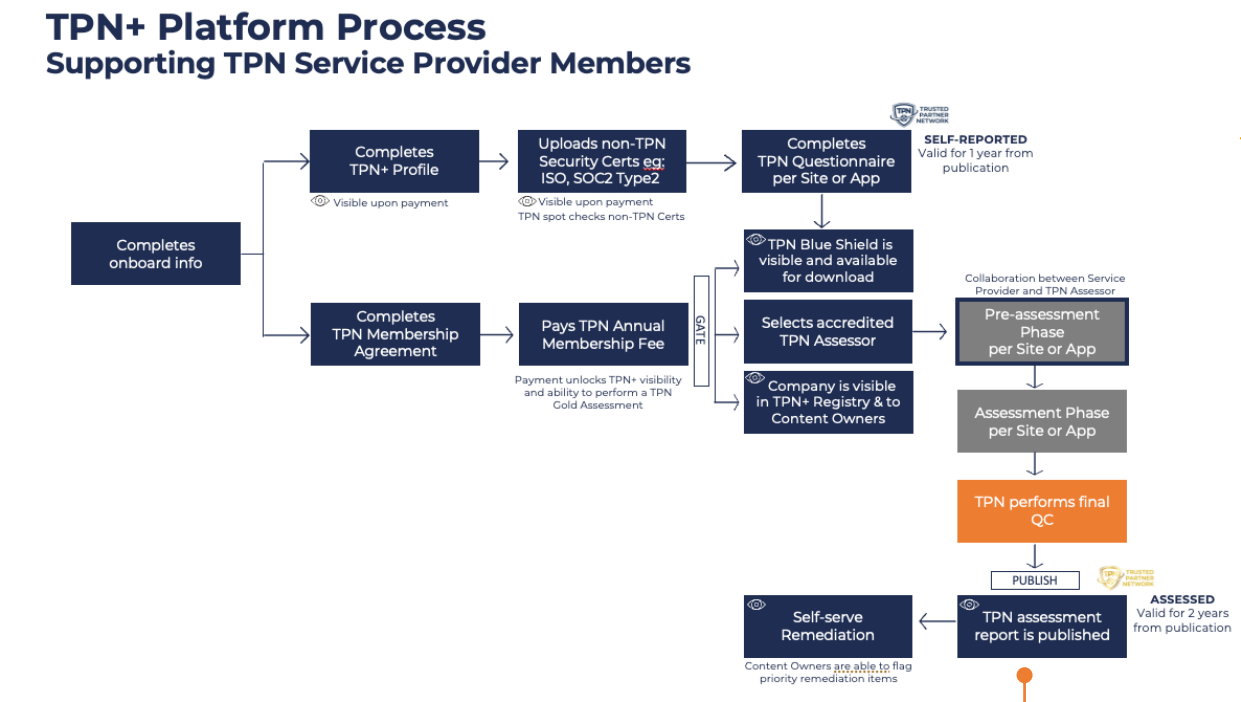 TPN+ Platform Process
Supporting TPN Service Provider Members
TPN
TRUSTED
PARTNER
NETWORK
SELF-REPORTED
Valid for 1 year from
publication
Completes
TPN+ Profile
Visible upon payment
Uploads non-TPN
Security Certs eg:
ISO, SOC2 Type2
Visible upon payment
TPN spot checks non-TPN Certs
Completes
TPN Questionnaire
per Site or App
Completes
onboard info
Completes
TPN Membership
Agreement
Pays TPN Annual
Membership Fee
Payment unlocks TPN+ visibility
and ability to perform a TPN
Gold Assessment
GATE
TPN Blue Shield is
visible and available
for download
Selects accredited
TPN Assessor
Company is visible
in TPN+ Registry & to
Content Owners
Collaboration between Service
Provider and TPN Assessor
Pre-assessment
Phase
per Site or App
Assessment Phase
per Site or App
TPN performs final
QC
PUBLISH
TPN
TRUSTED
PARTNER
NETWORK
ASSESSED
Valid for 2 years
from publication
TPN assessment
report is published
Self-serve
Remediation
Content Owners are able to flag
priority remediation items